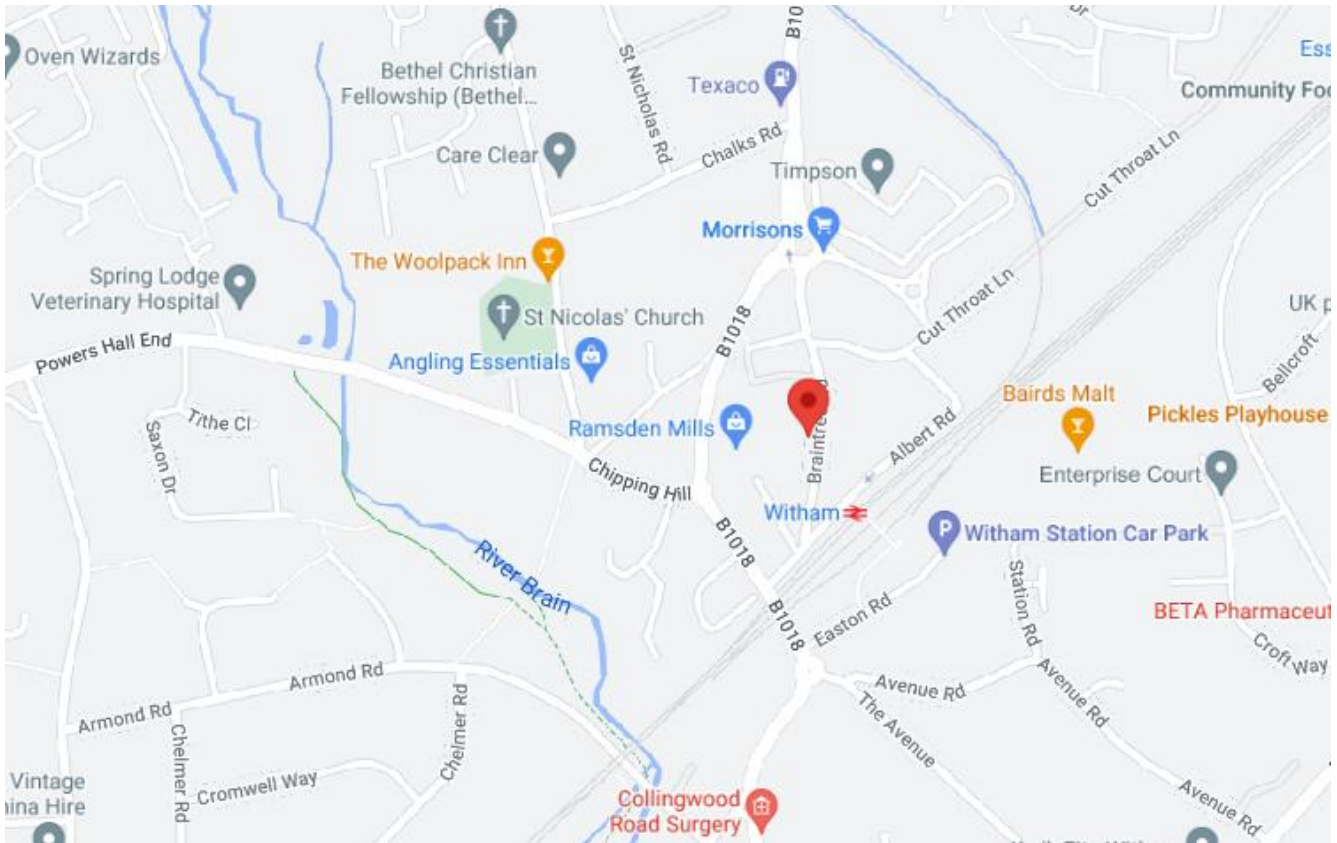 B10
Oven Wizards
Bethel Christian
Fellowship (Bethel...
St Nicholas Rd
Texaco
Ess
Community Foo
Care Clear
Chalks Rd
Timpson
Cut Throat Ln
Morrisons
The Woolpack Inn
Spring Lodge
Veterinary Hospital
St Nicolas' Church
B1018
Cut Throat Ln
UK p
Powers Hall End
Angling Essentials
Bellcroft
Tithe Cl
Saxon Dr
Ramsden Mills
Braintre
Bairds Malt
Pickles Playhouse
Albert Rd
Chipping Hill
Enterprise Court
Witham
B1018
Witham Station Car Park
River Brain
Station Rd
B1018
Easton Rd
BETA Pharmaceut
Croft Way
Armond Rd
Avenue Rd
Avenue Rd
Armond Rd
Chelmer Rd
The Avenue
Chelmer Rd
Cromwell Way
Vintage
hina Hire
Collingwood
Road Surgery
Avenue Rd